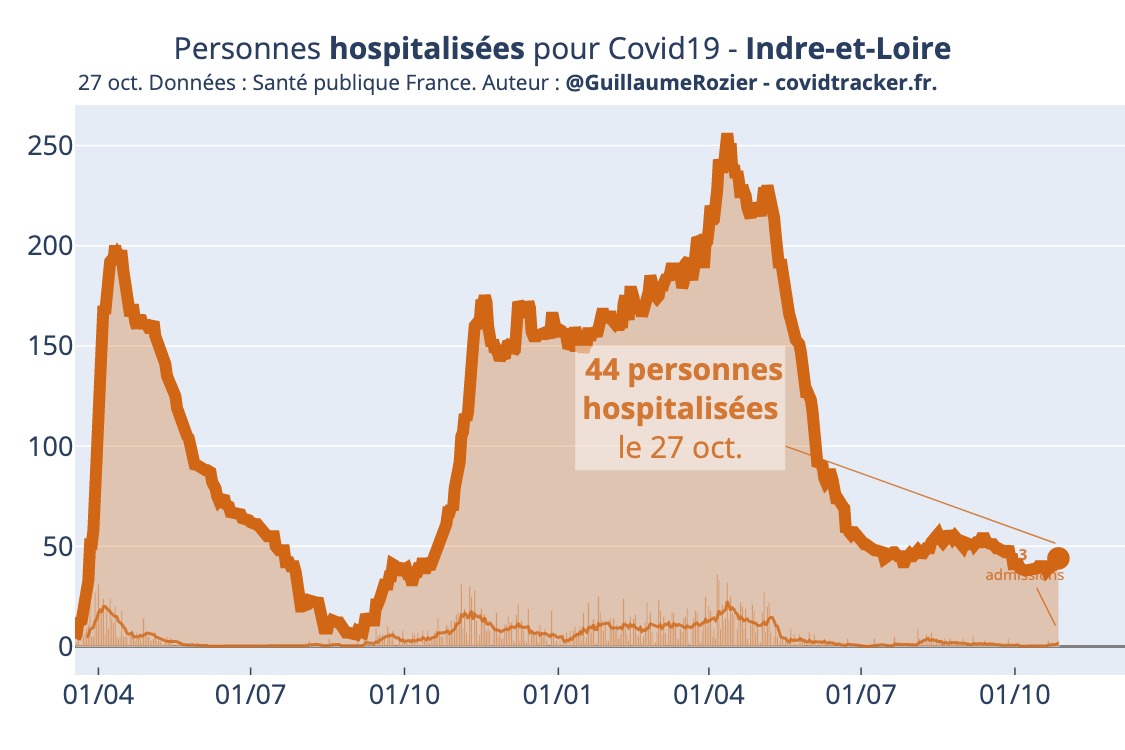 Personnes hospitalisées pour Covid19 - Indre-et-Loire
27 oct. Données : Santé publique France. Auteur : @GuillaumeRozier - covidtracker.fr.
250
200
150
100
50
0
44 personnes
hospitalisées
le 27 oct.
3
admissions
01/04
01/07
01/10
01/01
01/04
01/07
01/10